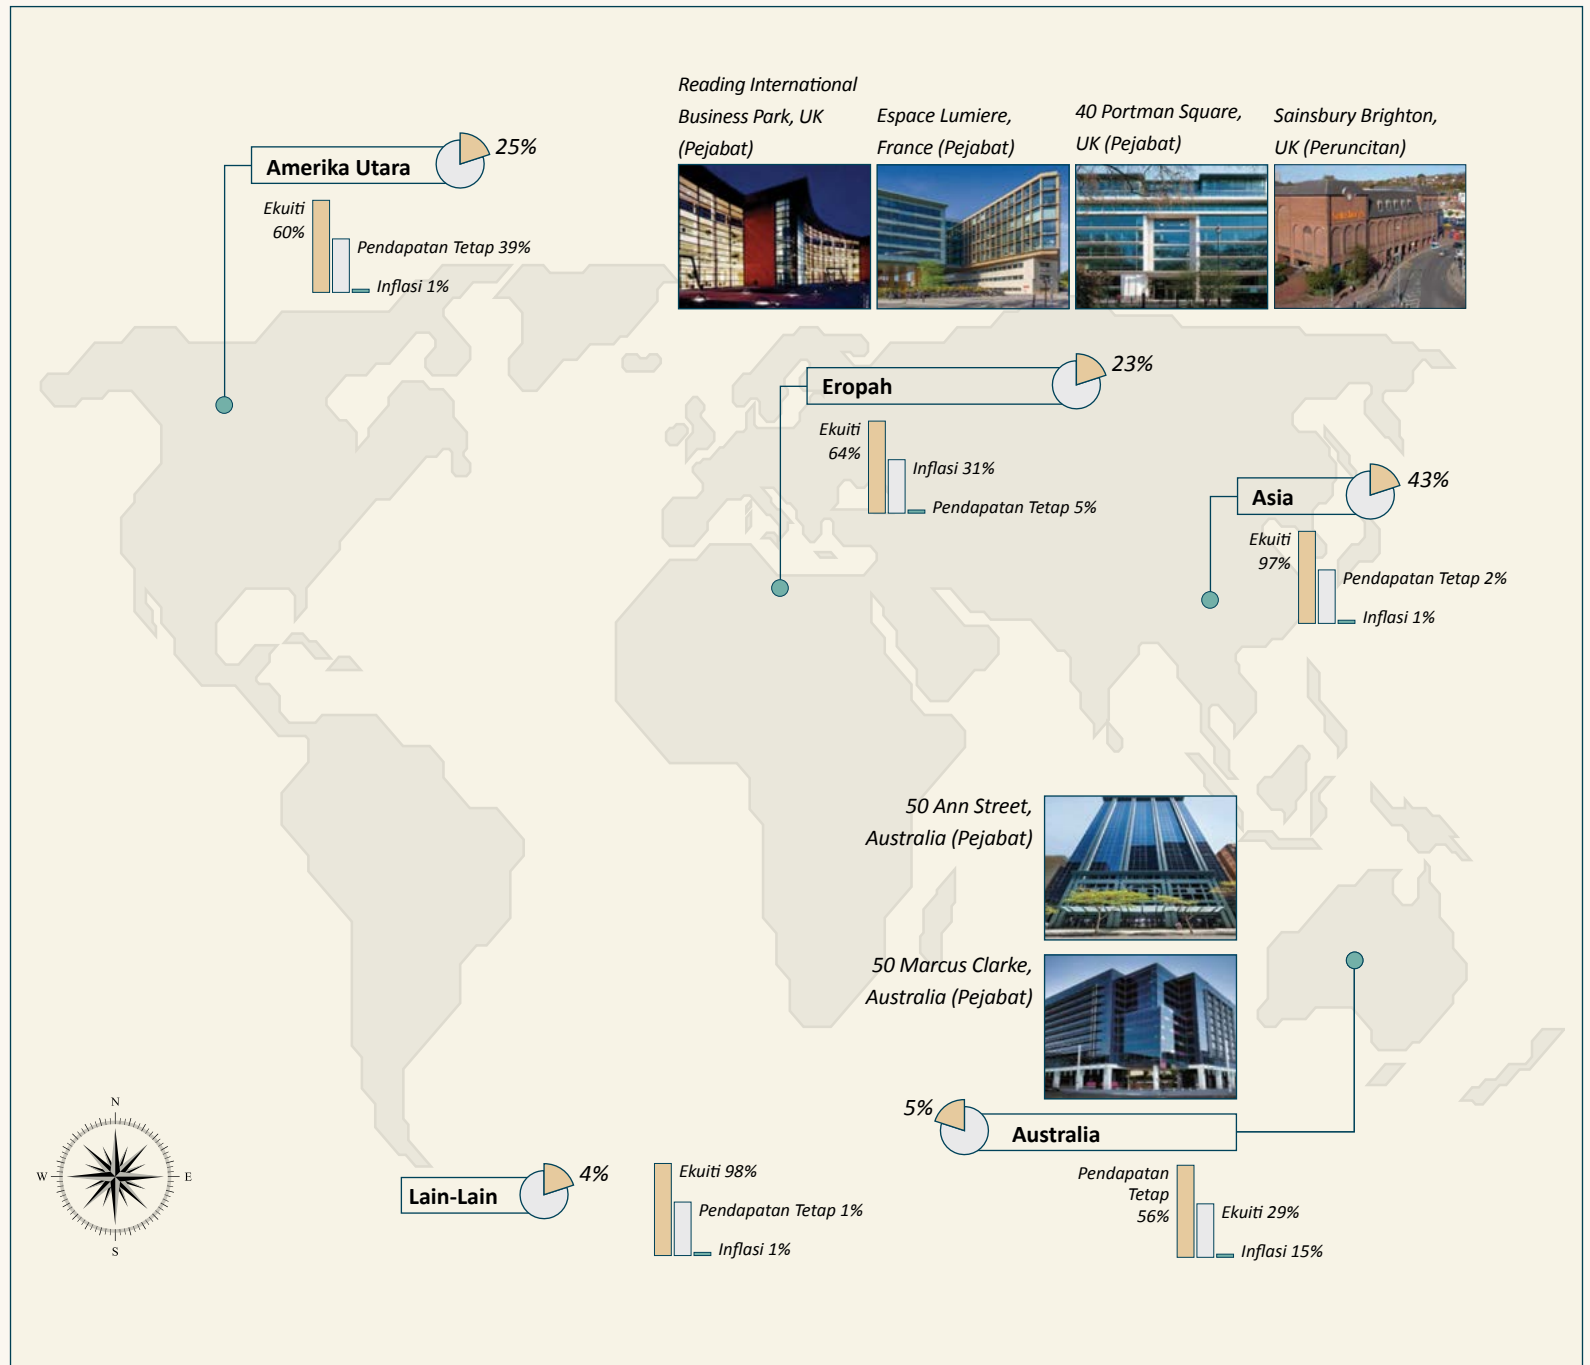 Reading International
Business Park, UK
(Pejabat)
Espace Lumiere,
France (Pejabat)
40 Portman Square,
UK (Pejabat)
Sainsbury Brighton,
UK (Peruncitan)
Amerika Utara
25%
Ekuiti
60%
Pendapatan Tetap 39%
Inflasi 1%
Eropah
23%
Ekuiti
64%
Inflasi 31%
Pendapatan Tetap 5%
Asia
43%
Ekuiti
97%
Pendapatan Tetap 2%
Inflasi 1%
50 Ann Street,
Australia (Pejabat)
50 Marcus Clarke,
Australia (Pejabat)
5%
Australia
Pendapatan
Tetap
56%
Ekuiti 29%
Inflasi 15%
Lain-Lain
4%
Ekuiti 98%
Pendapatan Tetap 1%
Inflasi 1%
N
W
E
S